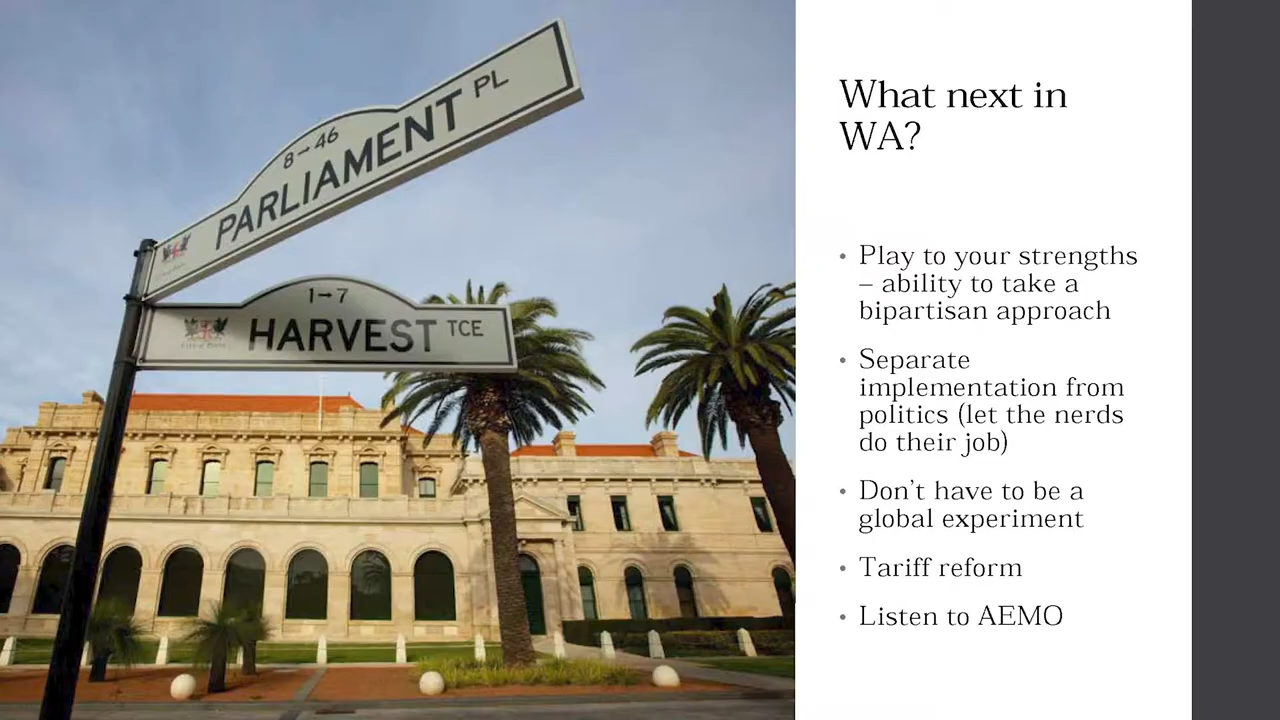 8→46
PARLIAMENT PL
1→7
HARVEST TCE
What next in
WA?
• Play to your strengths
– ability to take a
bipartisan approach
• Separate
implementation from
politics (let the nerds
do their job)
• Don't have to be a
global experiment
• Tariff reform
• Listen to AEMO